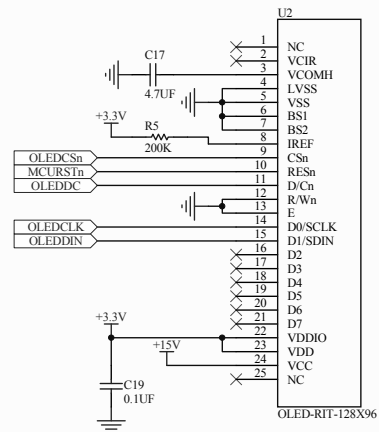 U2
1 NC
2 VCIR
C17 3 VCOMH
4.7UF 4 LVSS
5 VSS
6 BS1
7 BS2
+3.3V R5 8 IREF
200K
OLEDCSn 9 CSn
MCURSTn 10 RESn
OLEDDC 11 D/Cn
12 R/Wn
13 E
OLEDCLK 14 D0/SCLK
OLEDDIN 15 D1/SDIN
16 D2
17 D3
18 D4
19 D5
20 D6
21 D7
+3.3V 22 VDDIO
23 VDD
+15V 24 VCC
25 NC
C19
0.1UF
OLED-RIT-128X96